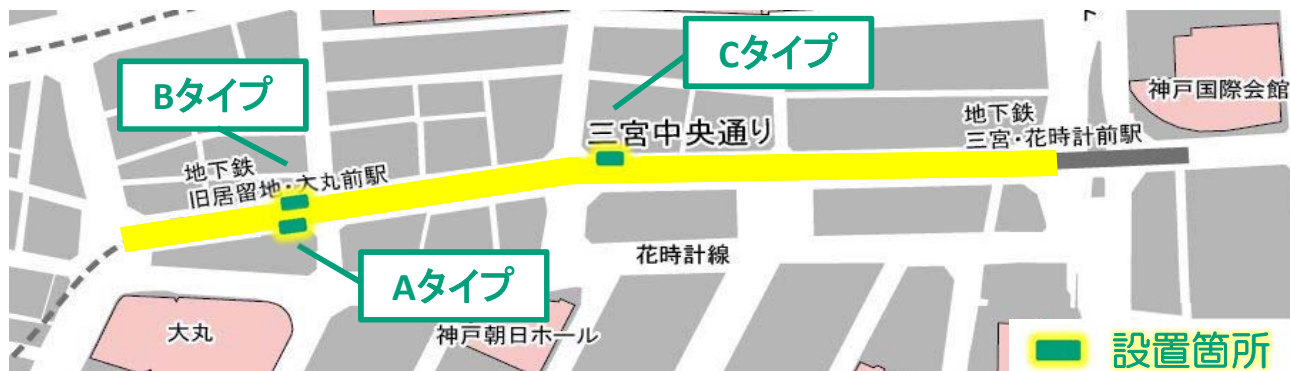 Cタイプ
Bタイプ
神戸国際会館
地下鉄
三宮・花時計前駅
三宮中央通り
地下鉄
旧居留地・大丸前駅
花時計線
Aタイプ
大丸
神戸朝日ホール
設置箇所